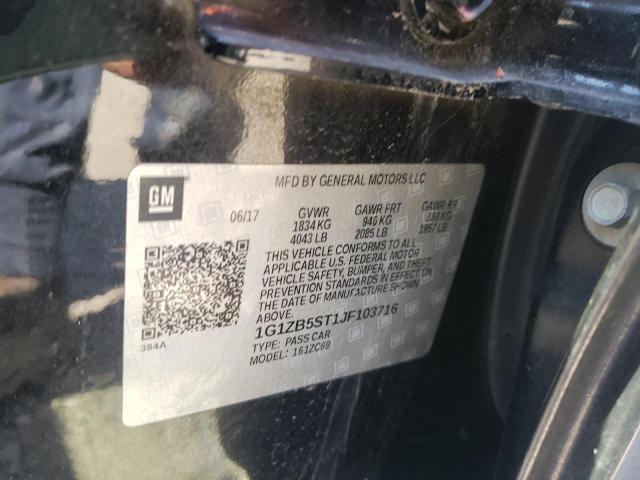 MFD BY GENERAL MOTORS LLC
GM
06/17 GVWR GAWR FRT GAWR RR
1834 KG 946 KG 888 KG
4043 LB 2085 LB 1957 LB
THIS VEHICLE CONFORMS TO ALL
APPLICABLE U.S. FEDERAL MOTOR
VEHICLE SAFETY, BUMPER, AND THEFT
PREVENTION STANDARDS IN EFFECT ON
THE DATE OF MANUFACTURE SHOWN
ABOVE.
1G1ZB5ST1JF103716
TYPE: PASS CAR
MODEL: 161ZC69
384A